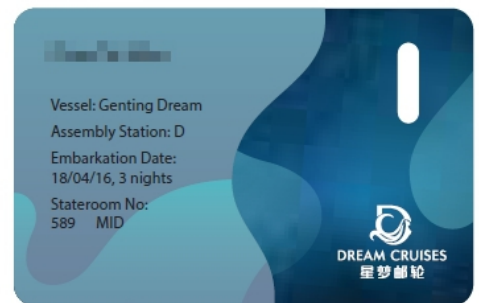 Vessel: Genting Dream
Assembly Station: D
Embarkation Date:
18/04/16, 3 nights
Stateroom No:
589 MID
DREAM CRUISES
星梦邮轮